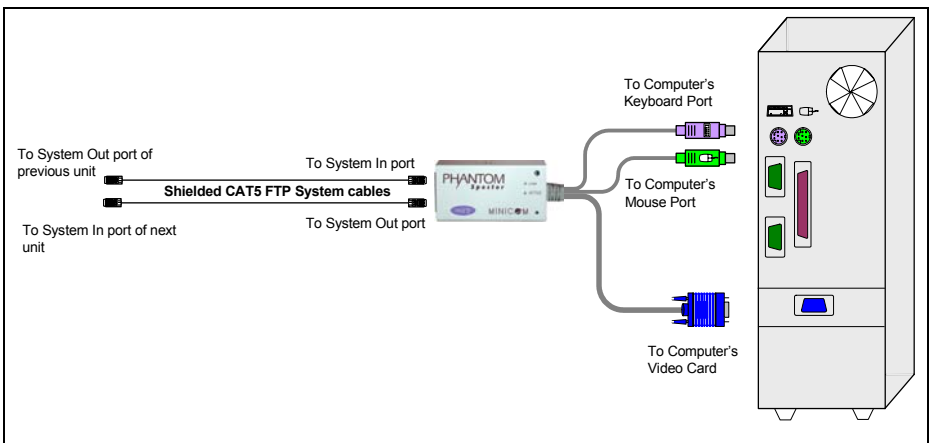 To Computer's
Keyboard Port
To System Out port of
previous unit
To System In port
Shielded CAT5 FTP System cables
PHANTOM
Specter
MINICOM
To System In port of next
unit
To System Out port
To Computer's
Mouse Port
To Computer's
Video Card